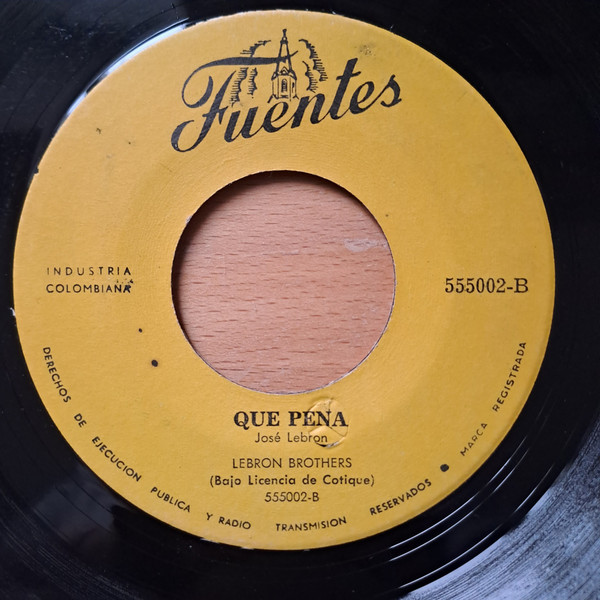 Fuentes
INDUSTRIA
COLOMBIANA
555002-B
QUE PENA
José Lebron
LEBRON BROTHERS
(Bajo Licencia de Cotique)
555002-B
DERECHOS DE EJECUCION PUBLICA Y RADIO TRANSMISION RESERVADOS ● MARCA REGISTRADA